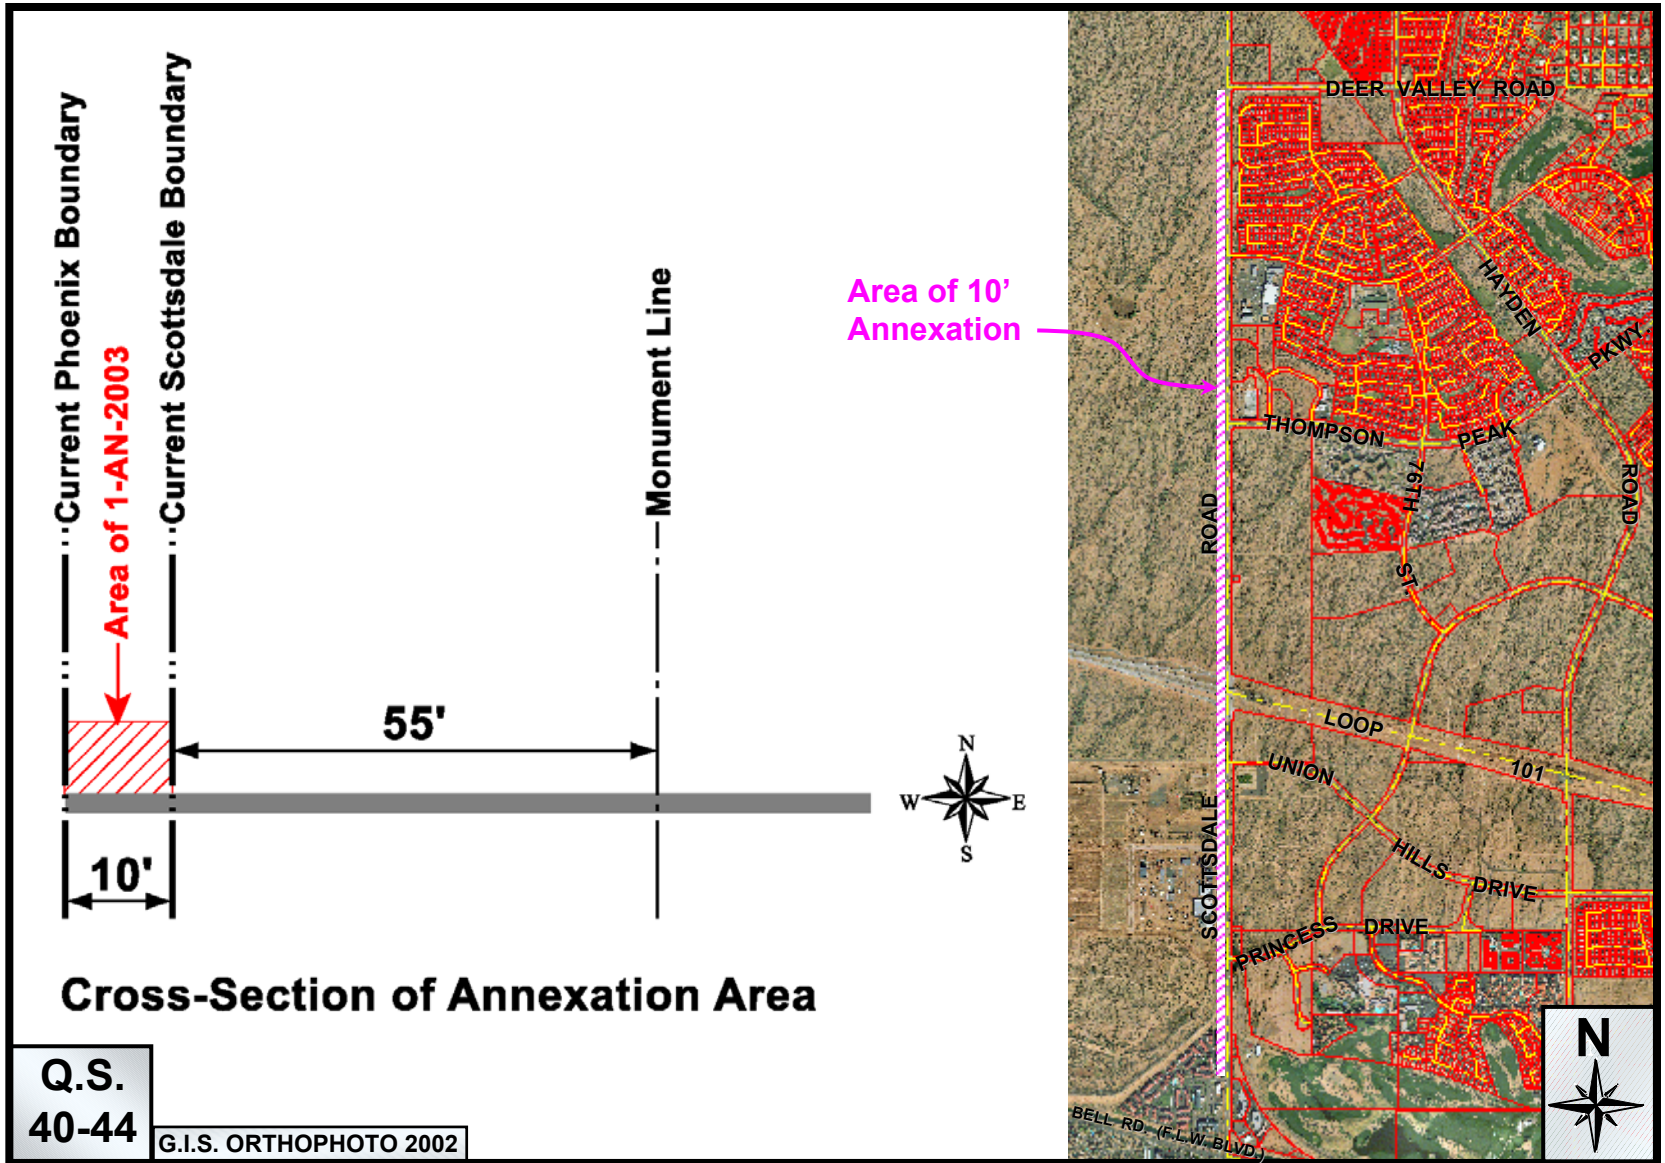 Current Phoenix Boundary
Area of 1-AN-2003
Current Scottsdale Boundary
Monument Line
55'
10'
N
W
E
S
Cross-Section of Annexation Area
Q.S.
40-44
G.I.S. ORTHOPHOTO 2002
Area of 10’
Annexation
DEER VALLEY ROAD
HAYDEN
ROAD
THOMPSON
PEAK
PKWY
76TH
ST.
SCOTTSDALE
ROAD
LOOP
101
UNION
HILLS
DRIVE
PRINCESS
DRIVE
BELL RD. (F.L.W. BLVD.)
N